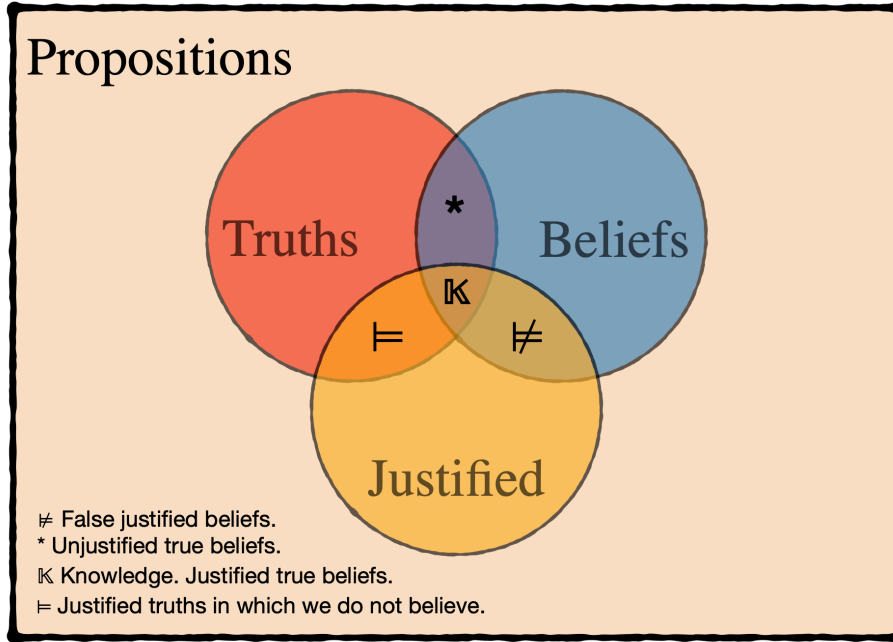 Propositions
*
Truths
Beliefs
𝕂
⊨
⊭
Justified
⊭ False justified beliefs.
* Unjustified true beliefs.
𝕂 Knowledge. Justified true beliefs.
⊨ Justified truths in which we do not believe.